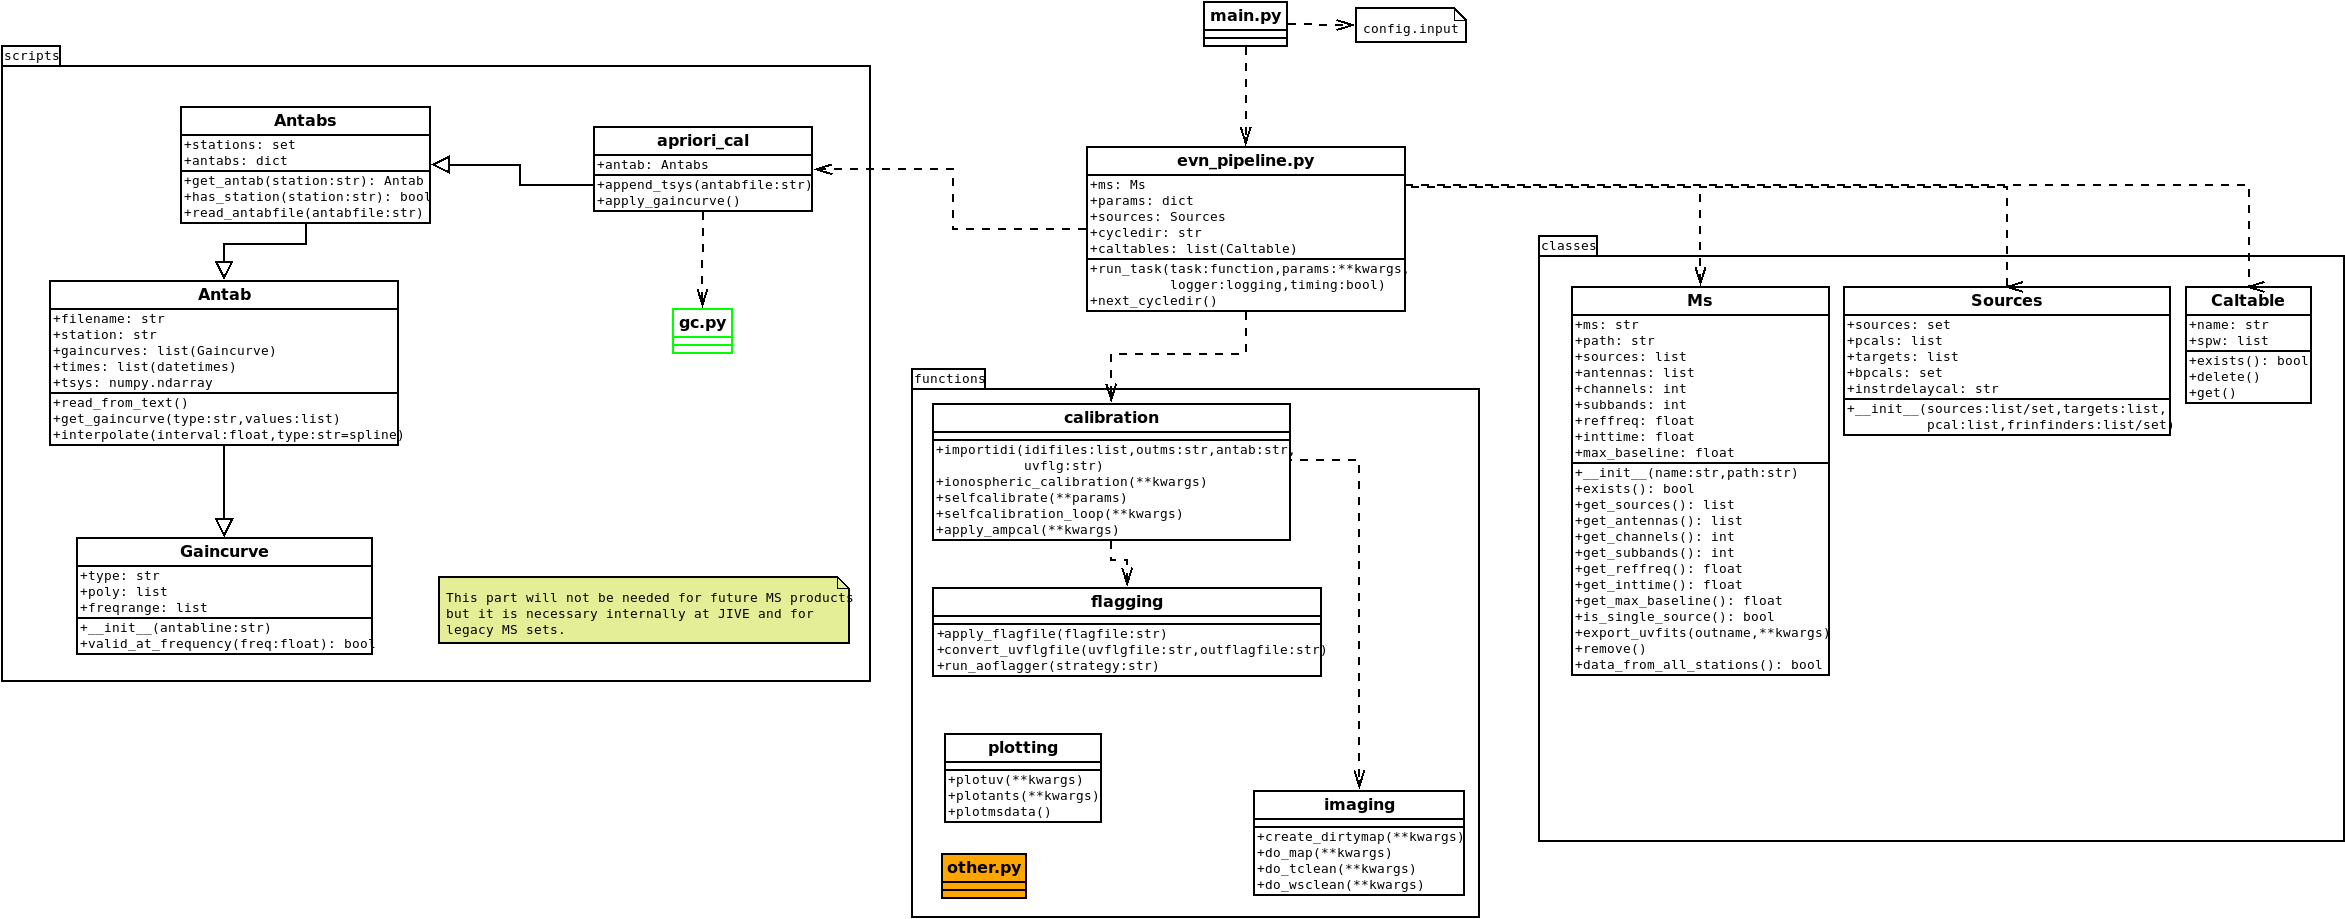 main.py
config.input
scripts
Antabs
+stations: set
+antabs: dict
+get_antab(station:str): Antab
+has_station(station:str): bool
+read_antabfile(antabfile:str)
apriori_cal
+antab: Antabs
+append_tsys(antabfile:str)
+apply_gaincurve()
Antab
+filename: str
+station: str
+gaincurves: list(Gaincurve)
+times: list(datetimes)
+tsys: numpy.ndarray
+read_from_text()
+get_gaincurve(type:str,values:list)
+interpolate(interval:float,type:str=spline)
gc.py
Gaincurve
+type: str
+poly: list
+freqrange: list
+__init__(antabline:str)
+valid_at_frequency(freq:float): bool
This part will not be needed for future MS products
but it is necessary internally at JIVE and for
legacy MS sets.
evn_pipeline.py
+ms: Ms
+params: dict
+sources: Sources
+cycledir: str
+caltables: list(Caltable)
+run_task(task:function,params:**kwargs,
logger:logging,timing:bool)
+next_cycledir()
functions
calibration
+importidi(idifiles:list,outms:str,antab:str,
uvflg:str)
+ionospheric_calibration(**kwargs)
+selfcalibrate(**params)
+selfcalibration_loop(**kwargs)
+apply_ampcal(**kwargs)
flagging
+apply_flagfile(flagfile:str)
+convert_uvflgfile(uvflgfile:str,outflagfile:str)
+run_aoflagger(strategy:str)
plotting
+plotuv(**kwargs)
+plotants(**kwargs)
+plotmsdata()
other.py
imaging
+create_dirtymap(**kwargs)
+do_map(**kwargs)
+do_tclean(**kwargs)
+do_wsclean(**kwargs)
classes
Ms
+ms: str
+path: str
+sources: list
+antennas: list
+channels: int
+subbands: int
+reffreq: float
+inttime: float
+max_baseline: float
+__init__(name:str,path:str)
+exists(): bool
+get_sources(): list
+get_antennas(): list
+get_channels(): int
+get_subbands(): int
+get_reffreq(): float
+get_inttime(): float
+get_max_baseline(): float
+is_single_source(): bool
+export_uvfits(outname,**kwargs)
+remove()
+data_from_all_stations(): bool
Sources
+sources: set
+pcals: list
+targets: list
+bpcals: set
+instrdelaycal: str
+__init__(sources:list/set,targets:list,
pcal:list,frinfinders:list/set)
Caltable
+name: str
+spw: list
+exists(): bool
+delete()
+get()